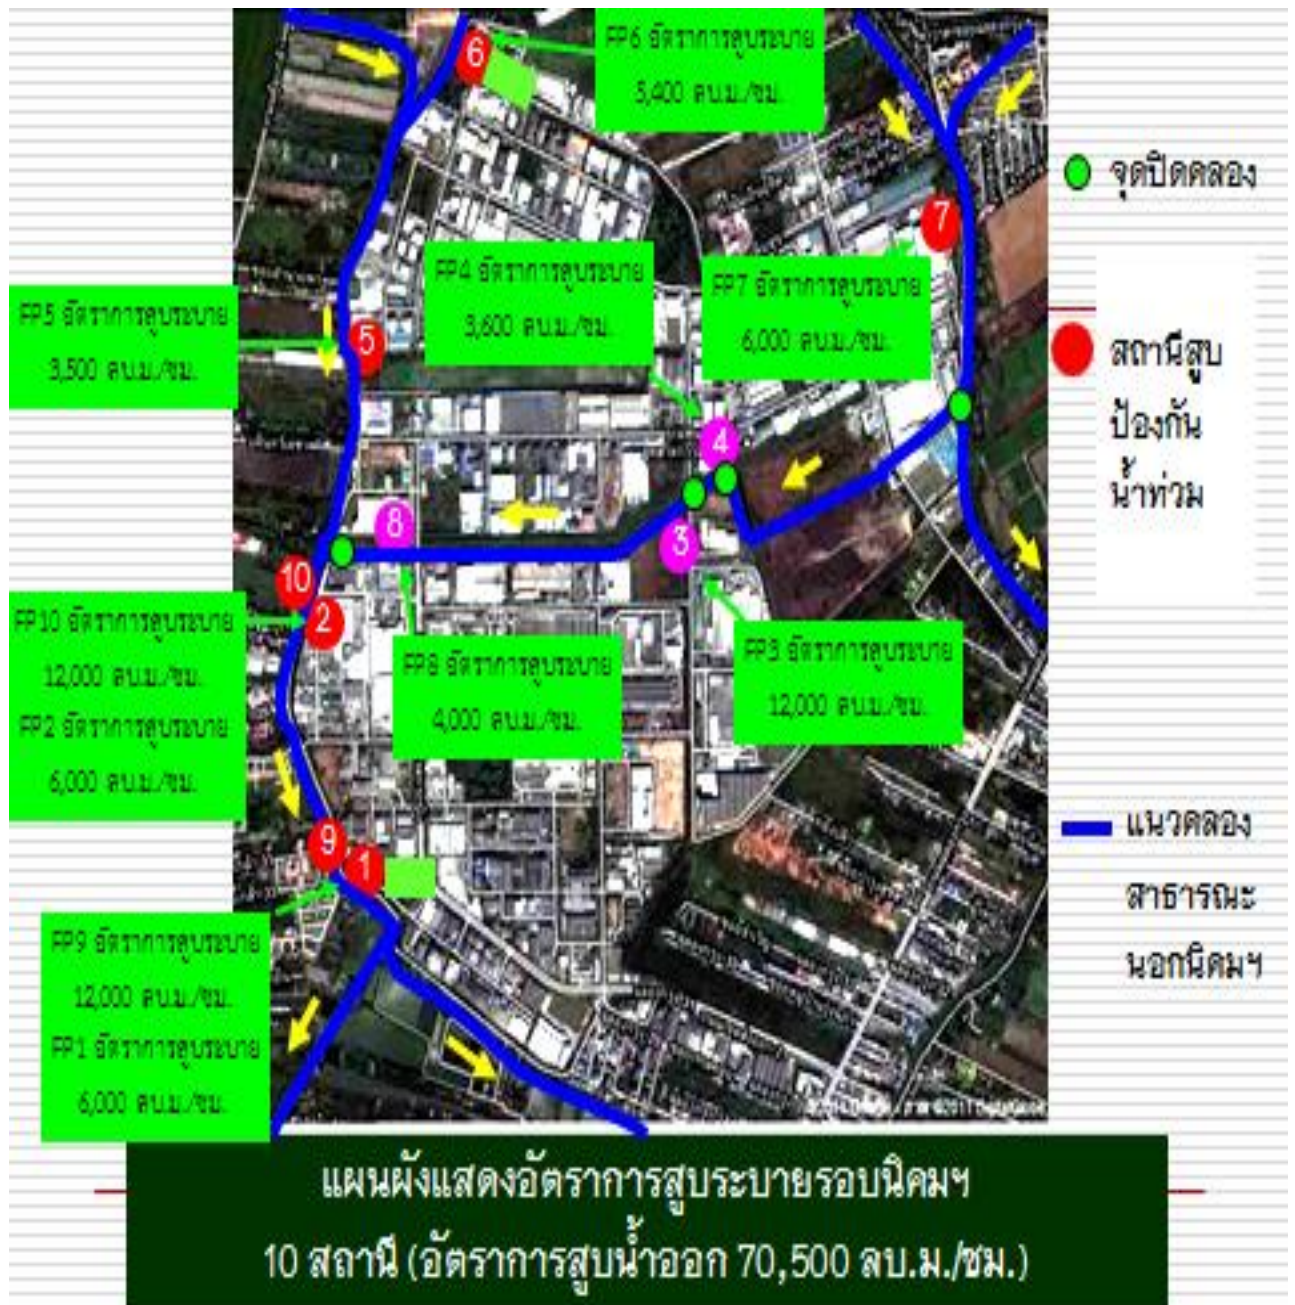 FP6 อัตราการสูบระบาย
5,400 ลบ.ม./ชม.
6
7
จุดปิดคลอง
FP4 อัตราการสูบระบาย
3,600 ลบ.ม./ชม.
FP7 อัตราการสูบระบาย
6,000 ลบ.ม./ชม.
FP5 อัตราการสูบระบาย
3,500 ลบ.ม./ชม.
5
สถานีสูบ
ป้องกัน
น้ำท่วม
4
8
3
10
2
FP10 อัตราการสูบระบาย
12,000 ลบ.ม./ชม.
FP2 อัตราการสูบระบาย
6,000 ลบ.ม./ชม.
FP8 อัตราการสูบระบาย
4,000 ลบ.ม./ชม.
FP3 อัตราการสูบระบาย
12,000 ลบ.ม./ชม.
9
1
แนวคลอง
สาธารณะ
นอกนิคมฯ
FP9 อัตราการสูบระบาย
12,000 ลบ.ม./ชม.
FP1 อัตราการสูบระบาย
6,000 ลบ.ม./ชม.
แผนผังแสดงอัตราการสูบระบายรอบนิคมฯ
10 สถานี (อัตราการสูบน้ำออก 70,500 ลบ.ม./ชม.)